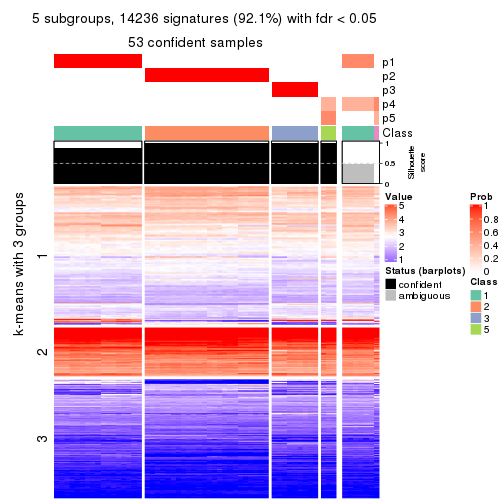 5 subgroups, 14236 signatures (92.1%) with fdr < 0.05
53 confident samples
p1
p2
p3
p4
p5
Class
1
0.5
0
Silhouette
score
k-means with 3 groups
1
2
3
Value
5
4
3
2
1
Status (barplots)
confident
ambiguous
Prob
1
0.8
0.6
0.4
0.2
0
Class
1
2
3
5